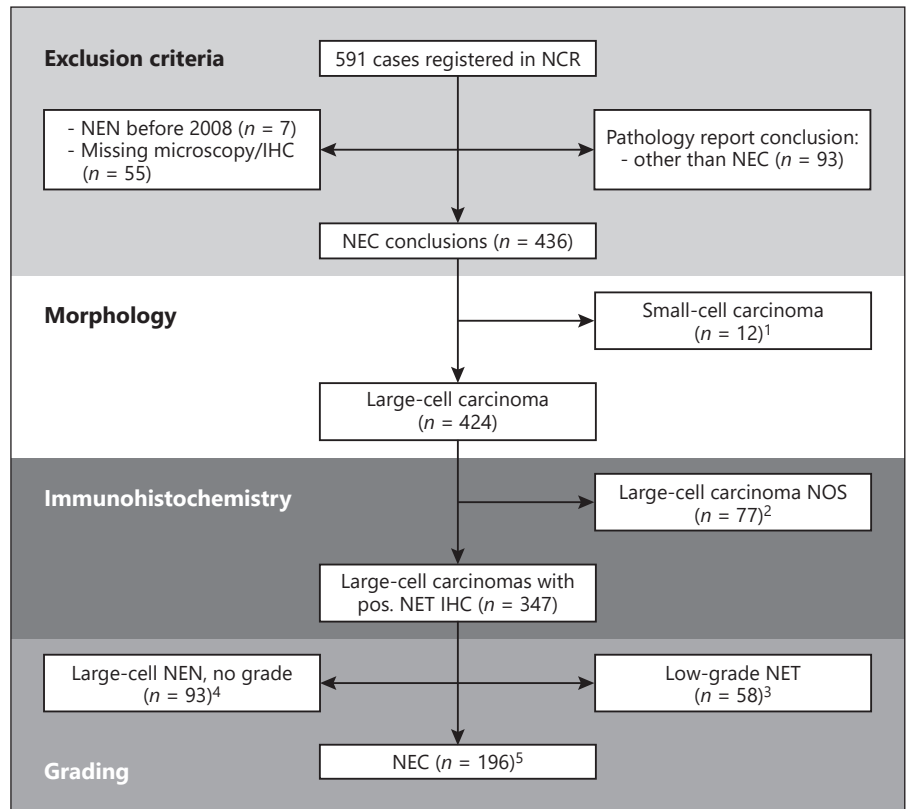 Exclusion criteria
591 cases registered in NCR
- NEN before 2008 (n = 7)
- Missing microscopy/IHC
(n = 55)
Pathology report conclusion:
- other than NEC (n = 93)
NEC conclusions (n = 436)
Morphology
Small-cell carcinoma
(n = 12)¹
Large-cell carcinoma
(n = 424)
Immunohistochemistry
Large-cell carcinoma NOS
(n = 77)²
Large-cell carcinomas with
pos. NET IHC (n = 347)
Large-cell NEN, no grade
(n = 93)⁴
Low-grade NET
(n = 58)³
NEC (n = 196)⁵
Grading